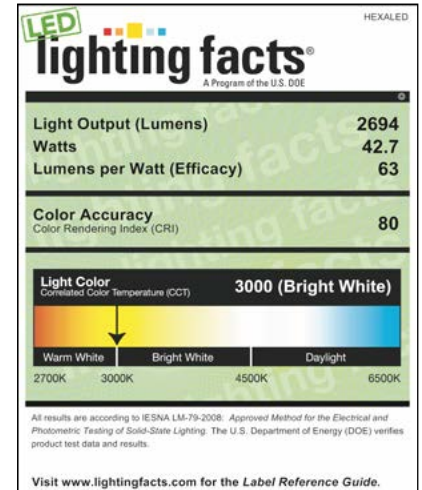 HEXALED
LED
lighting facts®
A Program of the U.S. DOE
Light Output (Lumens) 2694
Watts 42.7
Lumens per Watt (Efficacy) 63
Color Accuracy 80
Color Rendering Index (CRI)
Light Color 3000 (Bright White)
Correlated Color Temperature (CCT)
Warm White Bright White Daylight
2700K 3000K 4500K 6500K
All results are according to IESNA LM-79-2008: Approved Method for the Electrical and
Photometric Testing of Solid-State Lighting. The U.S. Department of Energy (DOE) verifies
product test data and results.
Visit www.lightingfacts.com for the Label Reference Guide.